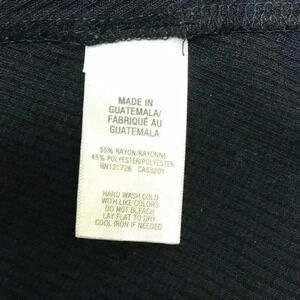 MADE IN
GUATEMALA/
FABRIQUÉ AU
GUATEMALA
55% RAYON/RAYONNE
45% POLYESTER/POLYESTER
RN121726 CA53201
HAND WASH COLD
WITH LIKE COLORS
DO NOT BLEACH
LAY FLAT TO DRY
COOL IRON IF NEEDED